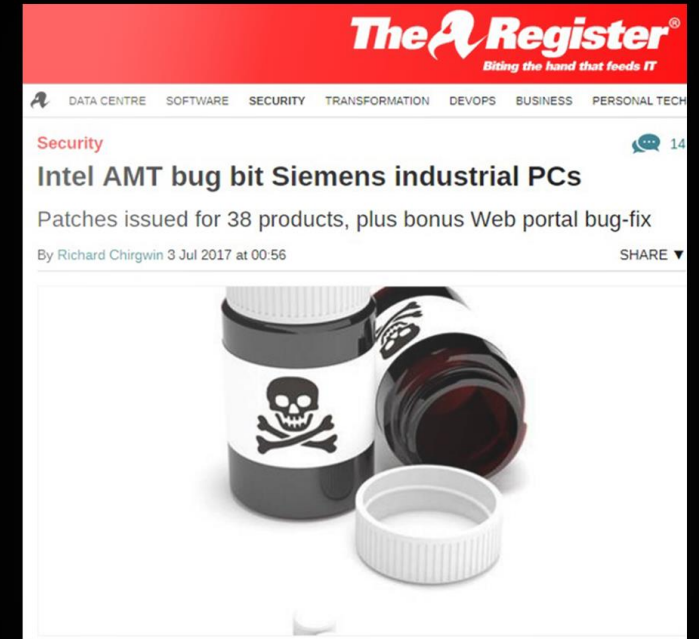 The Register®
Biting the hand that feeds IT
DATA CENTRE SOFTWARE SECURITY TRANSFORMATION DEVOPS BUSINESS PERSONAL TECH
Security
14
Intel AMT bug bit Siemens industrial PCs
Patches issued for 38 products, plus bonus Web portal bug-fix
By Richard Chirgwin 3 Jul 2017 at 00:56
SHARE ▼